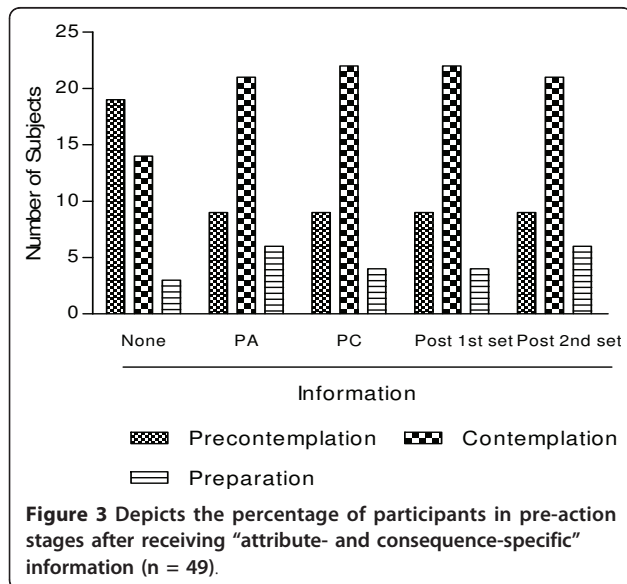 25
20
15
10
5
0
Number of Subjects
None PA PC Post 1st set Post 2nd set
Information
Precontemplation Contemplation
Preparation
Figure 3 Depicts the percentage of participants in pre-action
stages after receiving “attribute- and consequence-specific”
information (n = 49).